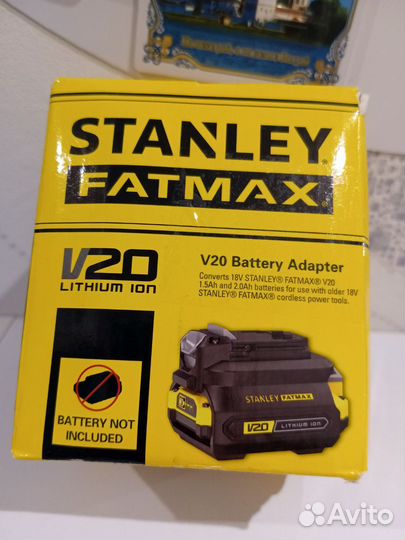 STANLEY
FATMAX
V20
LITHIUM ION
V20 Battery Adapter
Converts 18V STANLEY® FATMAX® V20
1.5Ah and 2.0Ah batteries for use with older 18V
STANLEY® FATMAX® cordless power tools.
BATTERY NOT
INCLUDED
STANLEY FATMAX
V20 LITHIUM ION
Avito